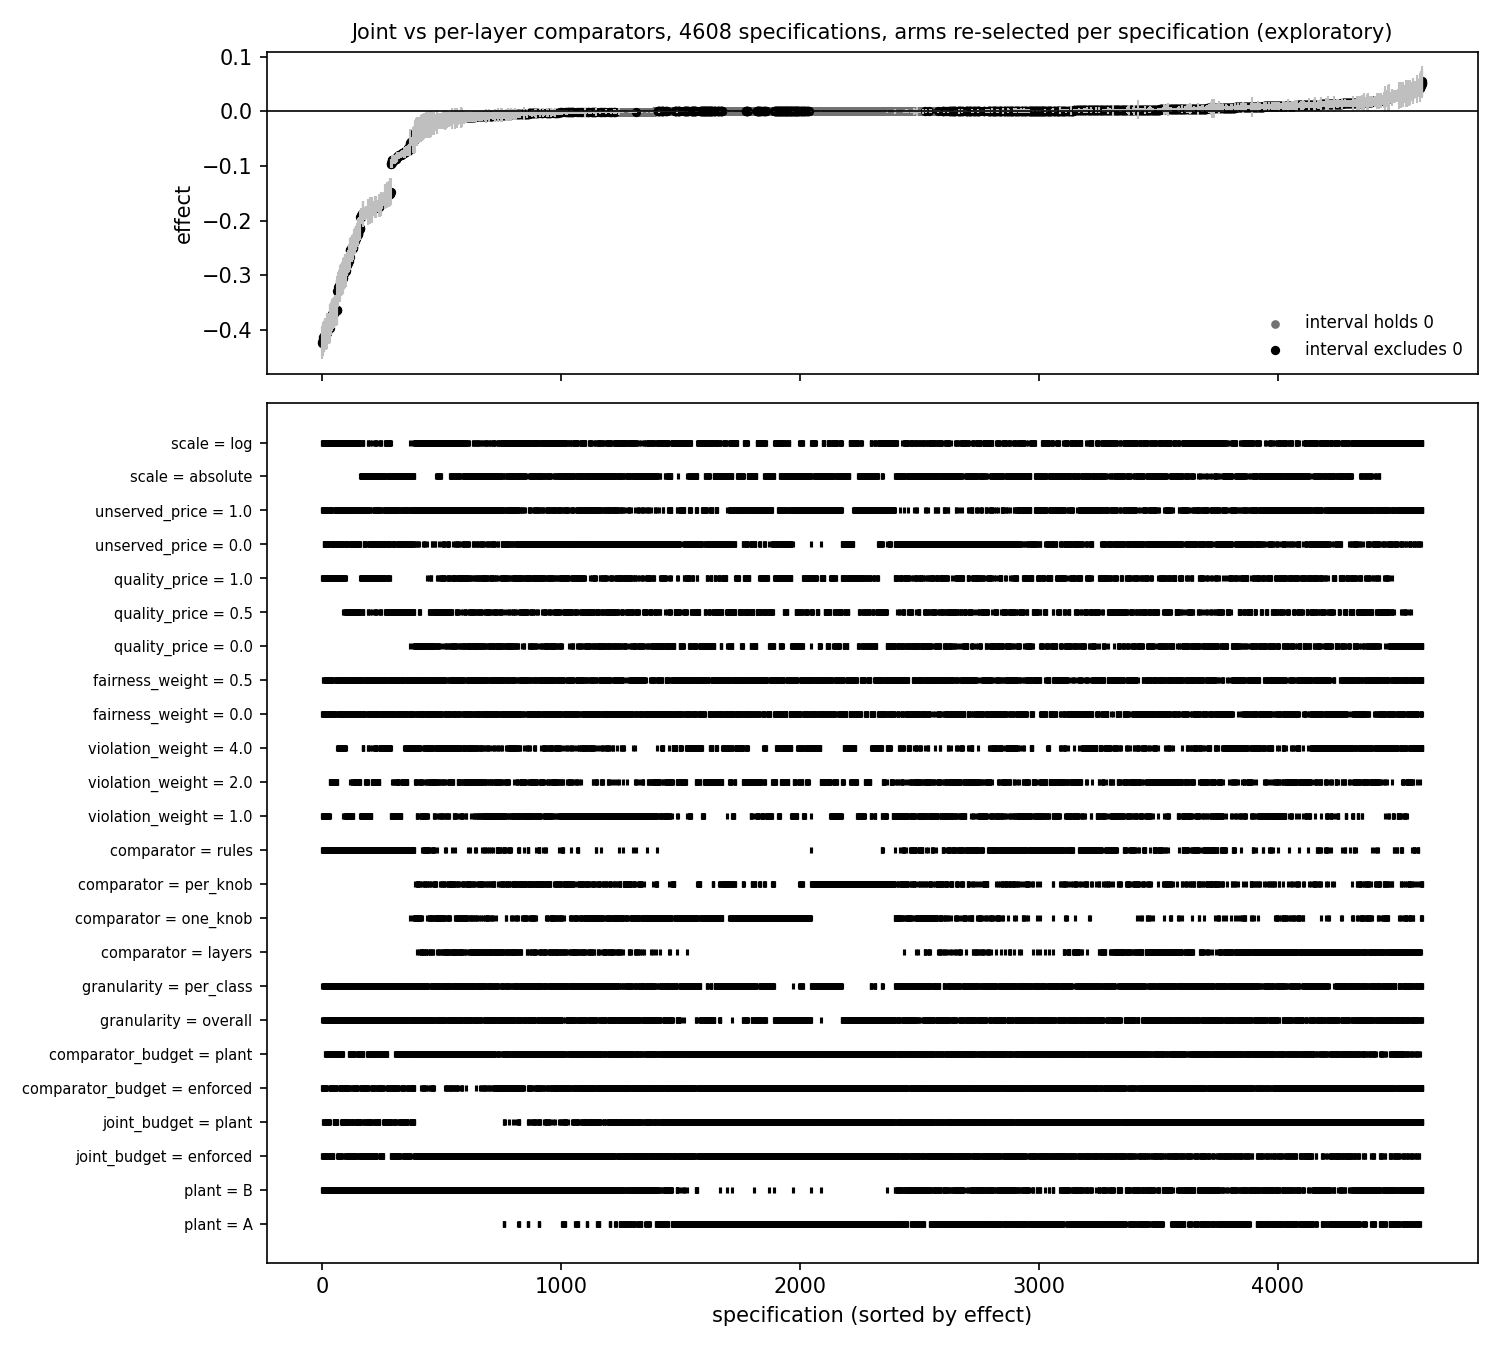 Joint vs per-layer comparators, 4608 specifications, arms re-selected per specification (exploratory)
0.1
0.0
−0.1
−0.2
−0.3
−0.4
effect
interval holds 0
interval excludes 0
scale = log
scale = absolute
unserved_price = 1.0
unserved_price = 0.0
quality_price = 1.0
quality_price = 0.5
quality_price = 0.0
fairness_weight = 0.5
fairness_weight = 0.0
violation_weight = 4.0
violation_weight = 2.0
violation_weight = 1.0
comparator = rules
comparator = per_knob
comparator = one_knob
comparator = layers
granularity = per_class
granularity = overall
comparator_budget = plant
comparator_budget = enforced
joint_budget = plant
joint_budget = enforced
plant = B
plant = A
0 1000 2000 3000 4000
specification (sorted by effect)